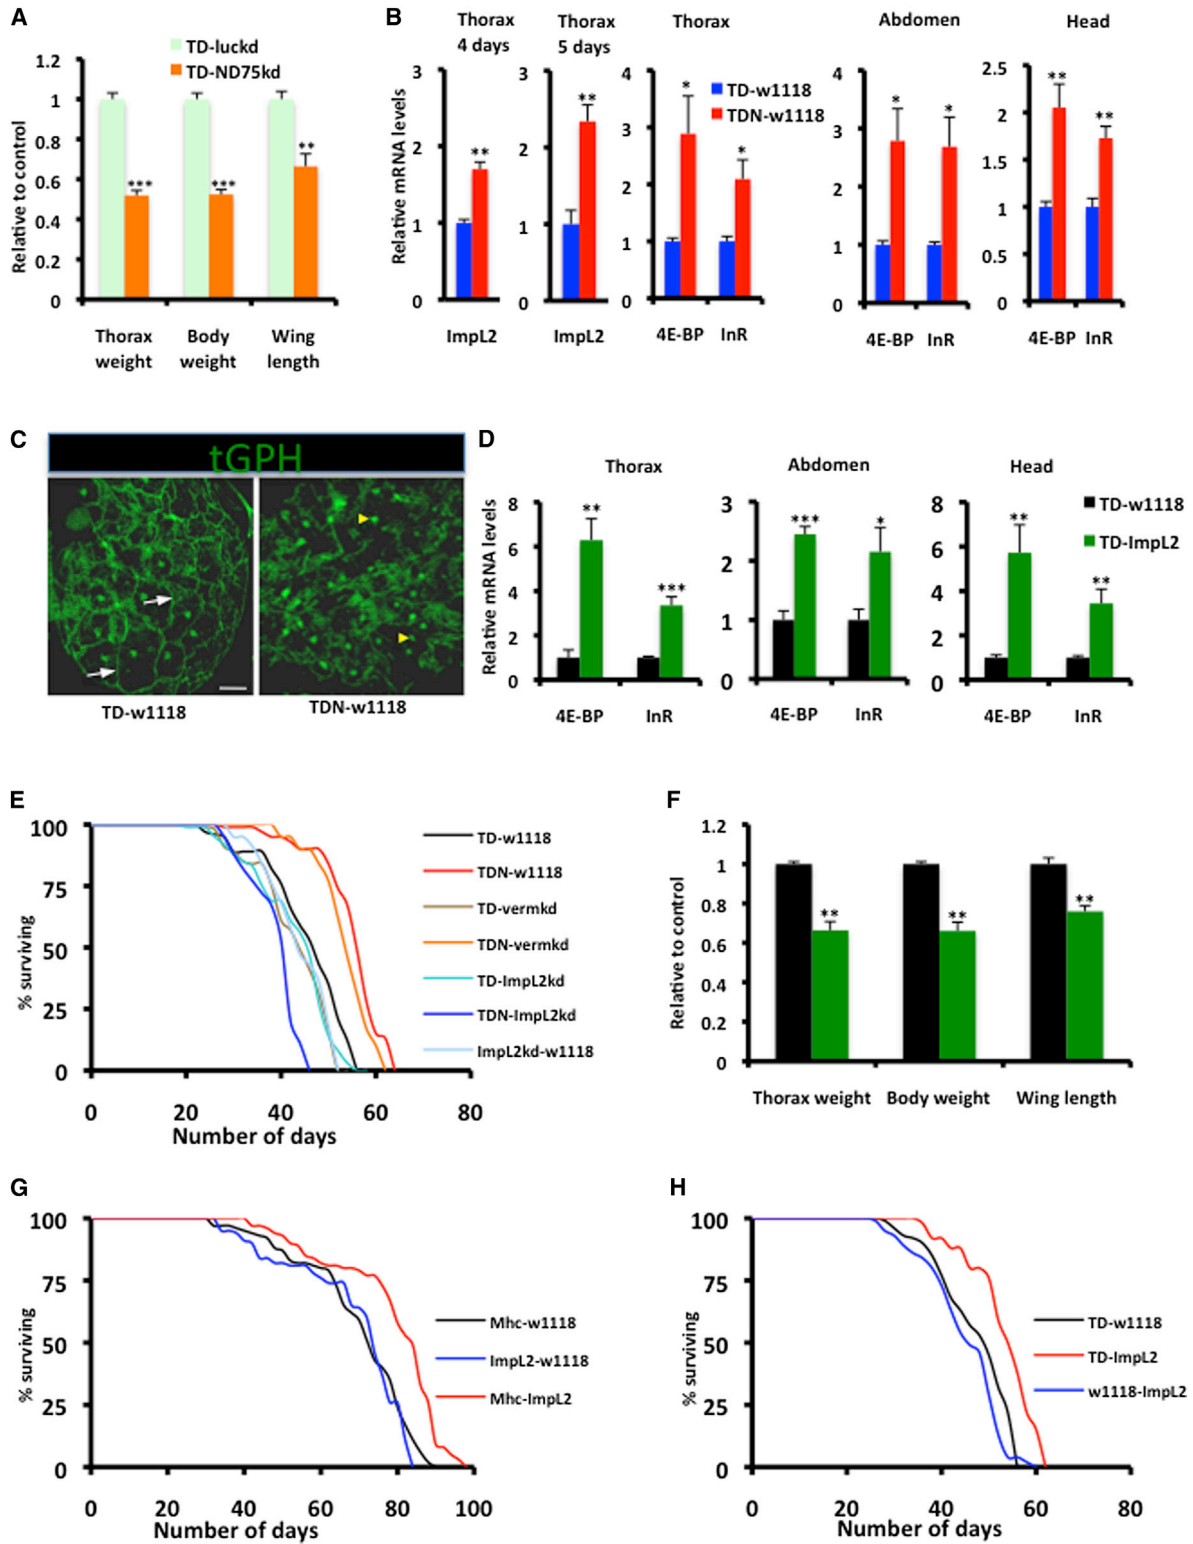 A
TD-luckd
TD-ND75kd
Relative to control
1.2
1
0.8
0.6
0.4
0.2
0
***
***
**
Thorax weight
Body weight
Wing length
B
Relative mRNA levels
Thorax
4 days
3
2
1
0
**
ImpL2
Thorax
5 days
3
2
1
0
**
ImpL2
Thorax
TD-w1118
TDN-w1118
4
3
2
1
0
*
*
4E-BP InR
Abdomen
4
3
2
1
0
*
*
4E-BP InR
Head
2.5
2
1.5
1
0.5
0
**
**
4E-BP InR
C
tGPH
TD-w1118
TDN-w1118
D
Relative mRNA levels
Thorax
8
6
4
2
0
**
***
4E-BP InR
Abdomen
3
2
1
0
***
*
4E-BP InR
Head
TD-w1118
TD-ImpL2
8
6
4
2
0
**
**
4E-BP InR
E
% surviving
100
75
50
25
0
0 20 40 60 80
Number of days
TD-w1118
TDN-w1118
TD-vermkd
TDN-vermkd
TD-ImpL2kd
TDN-ImpL2kd
ImpL2kd-w1118
F
Relative to control
1.2
1
0.8
0.6
0.4
0.2
0
**
**
**
Thorax weight Body weight Wing length
G
% surviving
100
75
50
25
0
0 20 40 60 80 100
Number of days
Mhc-w1118
ImpL2-w1118
Mhc-ImpL2
H
% surviving
100
75
50
25
0
0 20 40 60 80
Number of days
TD-w1118
TD-ImpL2
w1118-ImpL2